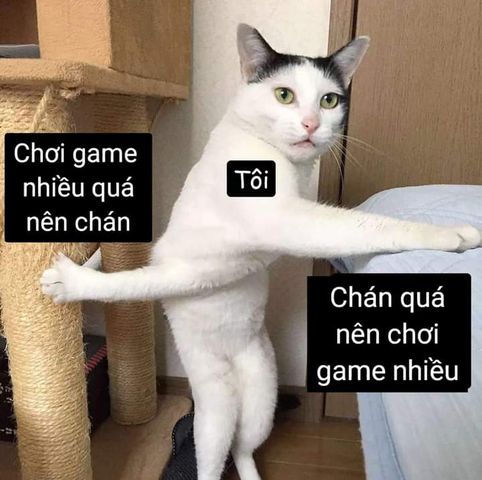 Chơi game
nhiều quá
nên chán
Tôi
Chán quá
nên chơi
game nhiều